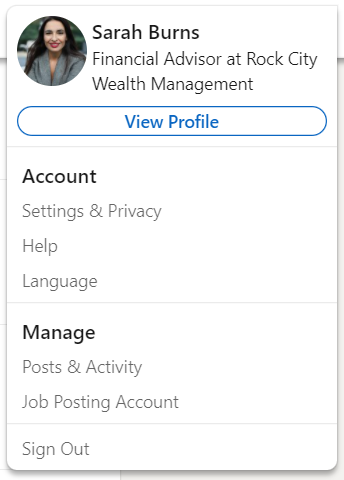 Sarah Burns
Financial Advisor at Rock City
Wealth Management
View Profile
Account
Settings & Privacy
Help
Language
Manage
Posts & Activity
Job Posting Account
Sign Out